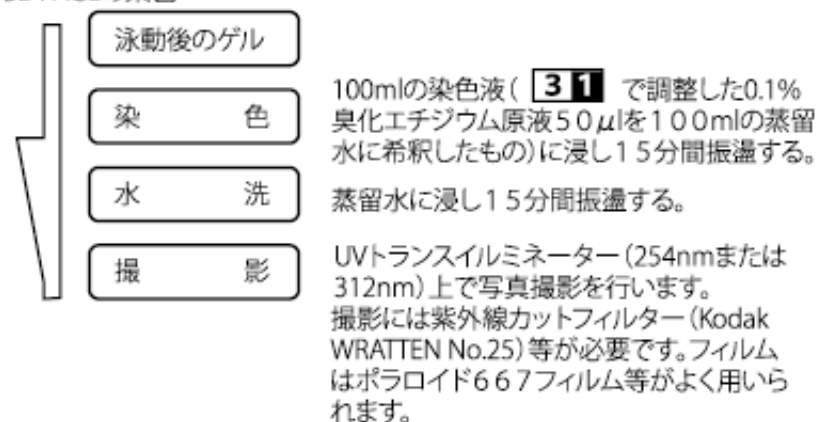 泳動後のゲル
100mlの染色液( 3 1 で調整した0.1%
染 色
臭化エチジウム原液50μlを100mlの蒸留
水に希釈したもの)に浸し15分間振盪する。
水 洗
蒸留水に浸し15分間振盪する。
撮 影
UVトランスイルミネーター(254nmまたは
312nm)上で写真撮影を行います。
撮影には紫外線カットフィルター(Kodak
WRATTEN No.25)等が必要です。フィルム
はポラロイド667フィルム等がよく用いら
れます。